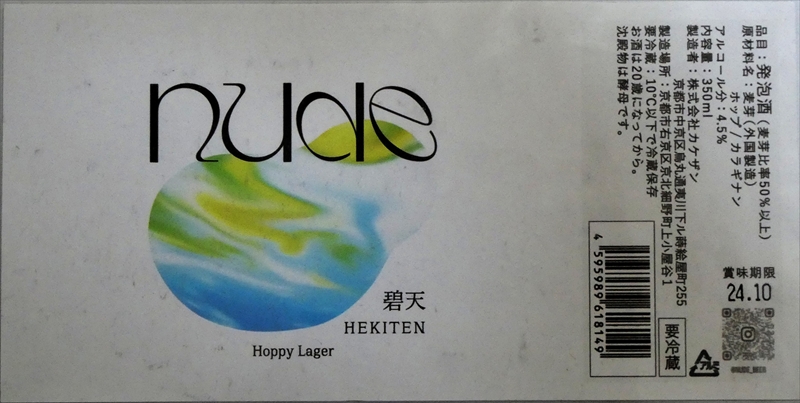 nude
碧天
HEKITEN
Hoppy Lager
品目：発泡酒（麦芽比率50%以上）
原材料名：麦芽（外国製造）
ホップ / カラギナン
アルコール分：4.5%
内容量：350ml
製造者：株式会社カケザン
京都市中京区烏丸通夷川下ル蒔絵屋町255
製造場所：京都市右京区京北細野町上小屋谷1
要冷蔵：10℃以下で冷蔵保存
お酒は20歳になってから。
沈殿物は酵母です。
賞味期限
24.10
@NUDE_BEER
要冷蔵
アルミ
4 595989 618149